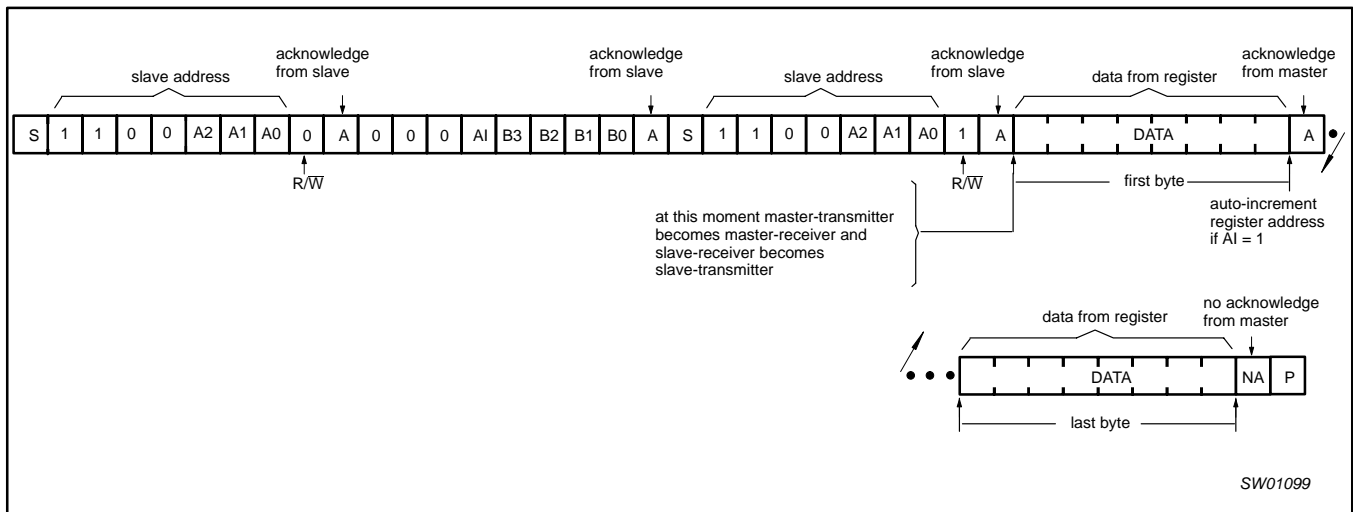 acknowledge from slave
acknowledge from slave
acknowledge from slave
acknowledge from master
slave address
slave address
data from register
S 1 1 0 0 A2 A1 A0 0 A 0 0 0 AI B3 B2 B1 B0 A S 1 1 0 0 A2 A1 A0 1 A DATA A
R/W̅
R/W̅
first byte
at this moment master-transmitter
becomes master-receiver and
slave-receiver becomes
slave-transmitter
auto-increment
register address
if AI = 1
data from register
no acknowledge
from master
DATA NA P
last byte
SW01099